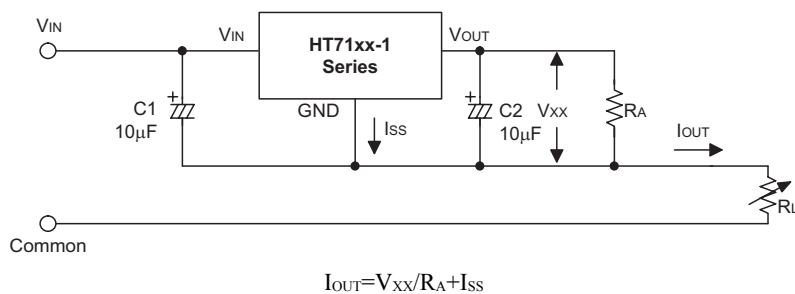 VIN
VIN
HT71xx-1
Series
VOUT
GND
C1
10μF
ISS
C2
10μF
VXX
RA
IOUT
RL
Common
IOUT=VXX/RA+ISS